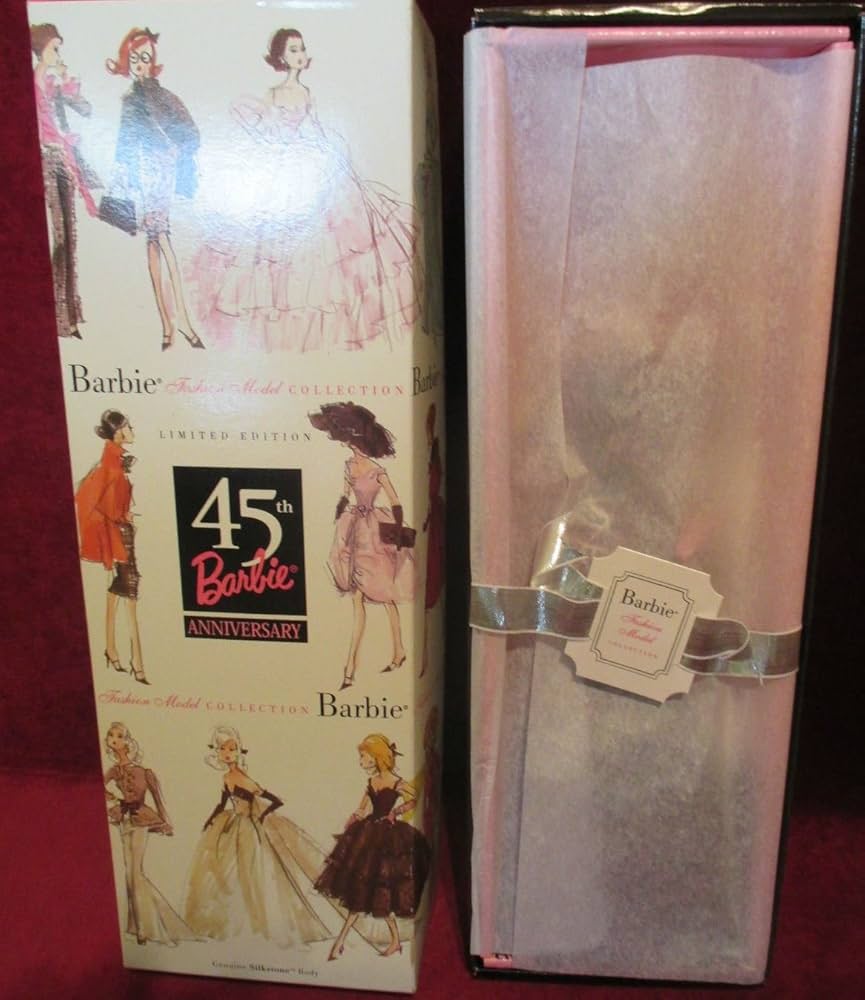 Barbie® Fashion Model COLLECTION Barbie
LIMITED EDITION
45th
Barbie®
ANNIVERSARY
Fashion Model COLLECTION Barbie®
Genuine Silkstone™ Body
Barbie®
Fashion
Model
COLLECTION